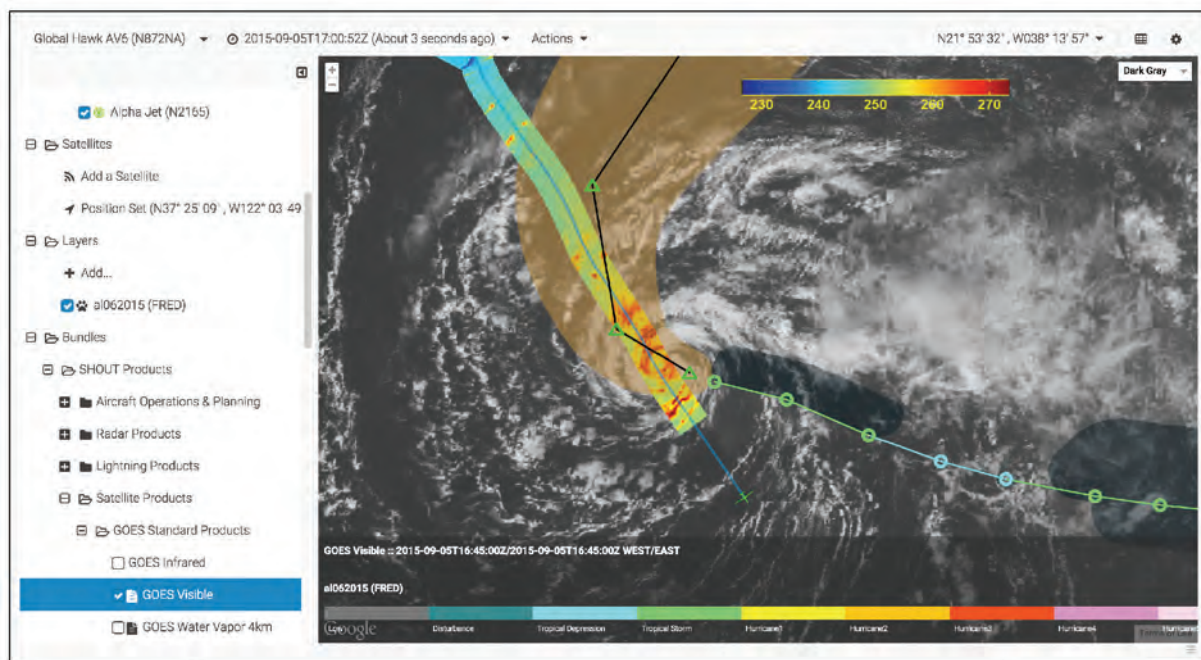 Global Hawk AV6 (N872NA) 2015-09-05T17:00:52Z (About 3 seconds ago) Actions N21° 53' 32", W038° 13' 57"
Dark Gray
230 240 250 260 270
Alpha Jet (N2165)
Satellites
Add a Satellite
Position Set (N37° 25' 09", W122° 03' 49
Layers
Add...
al062015 (FRED)
Bundles
SHOUT Products
Aircraft Operations & Planning
Radar Products
Lightning Products
Satellite Products
GOES Standard Products
GOES Infrared
GOES Visible
GOES Water Vapor 4km
GOES Visible :: 2015-09-05T16:45:00Z/2015-09-05T16:45:00Z WEST/EAST
al062015 (FRED)
Google
Low Disturbance Tropical Depression Tropical Storm Hurricane1 Hurricane2 Hurricane3 Hurricane4